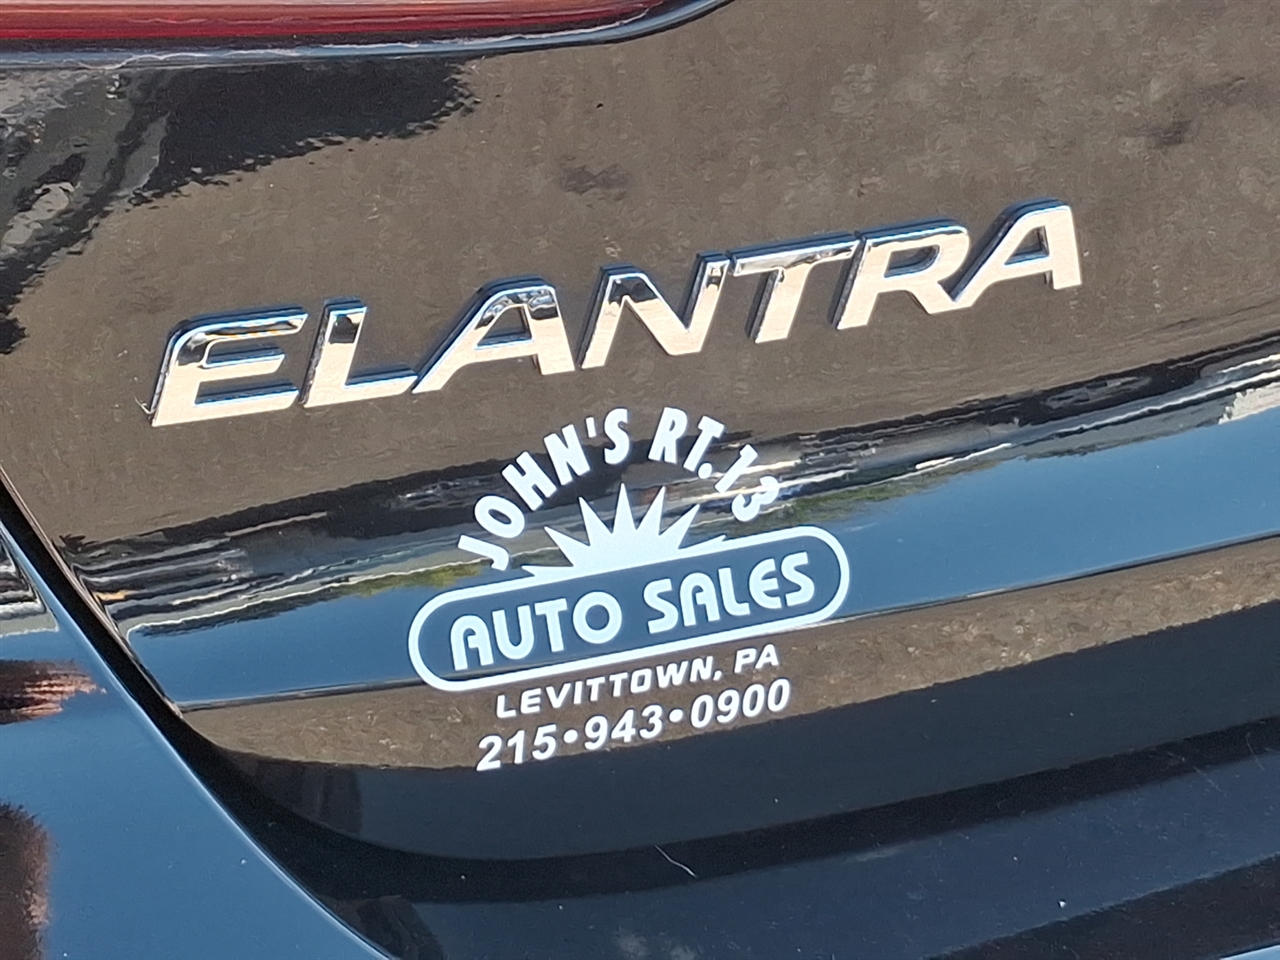 ELANTRA
JOHN'S RT.13
AUTO SALES
LEVITTOWN, PA
215•943•0900